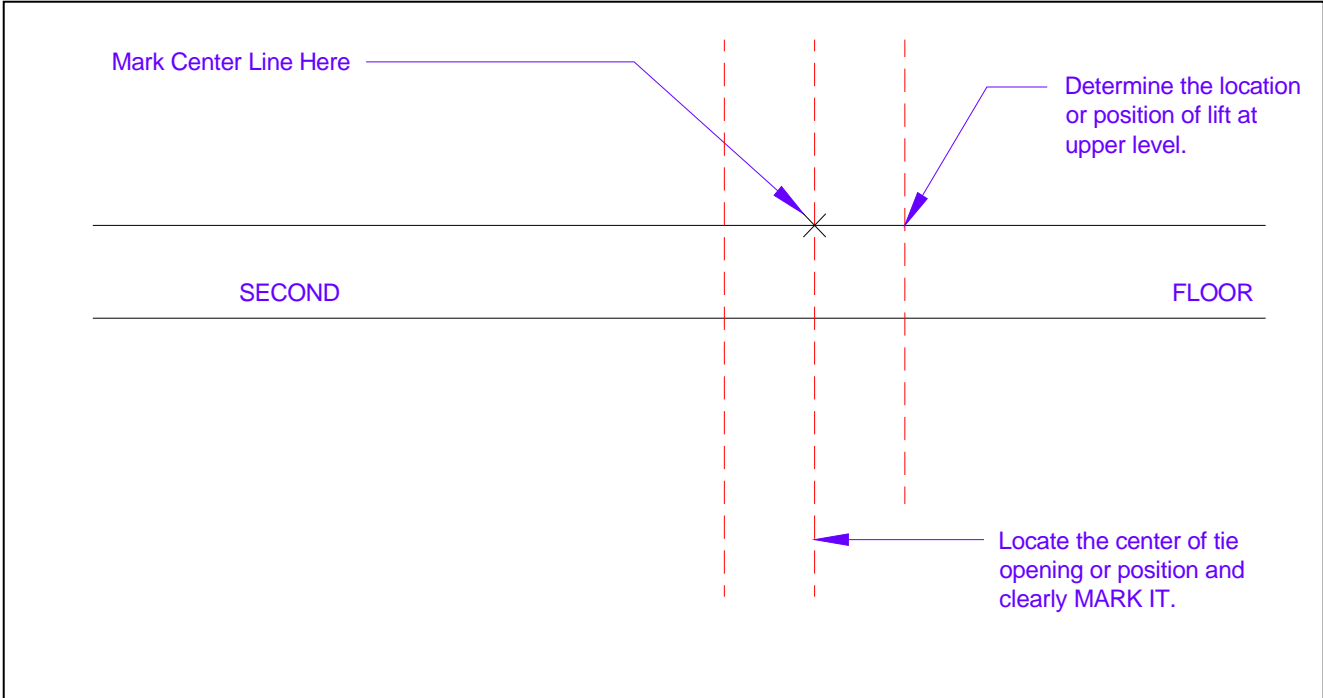 Mark Center Line Here
Determine the location
or position of lift at
upper level.
SECOND
FLOOR
Locate the center of tie
opening or position and
clearly MARK IT.